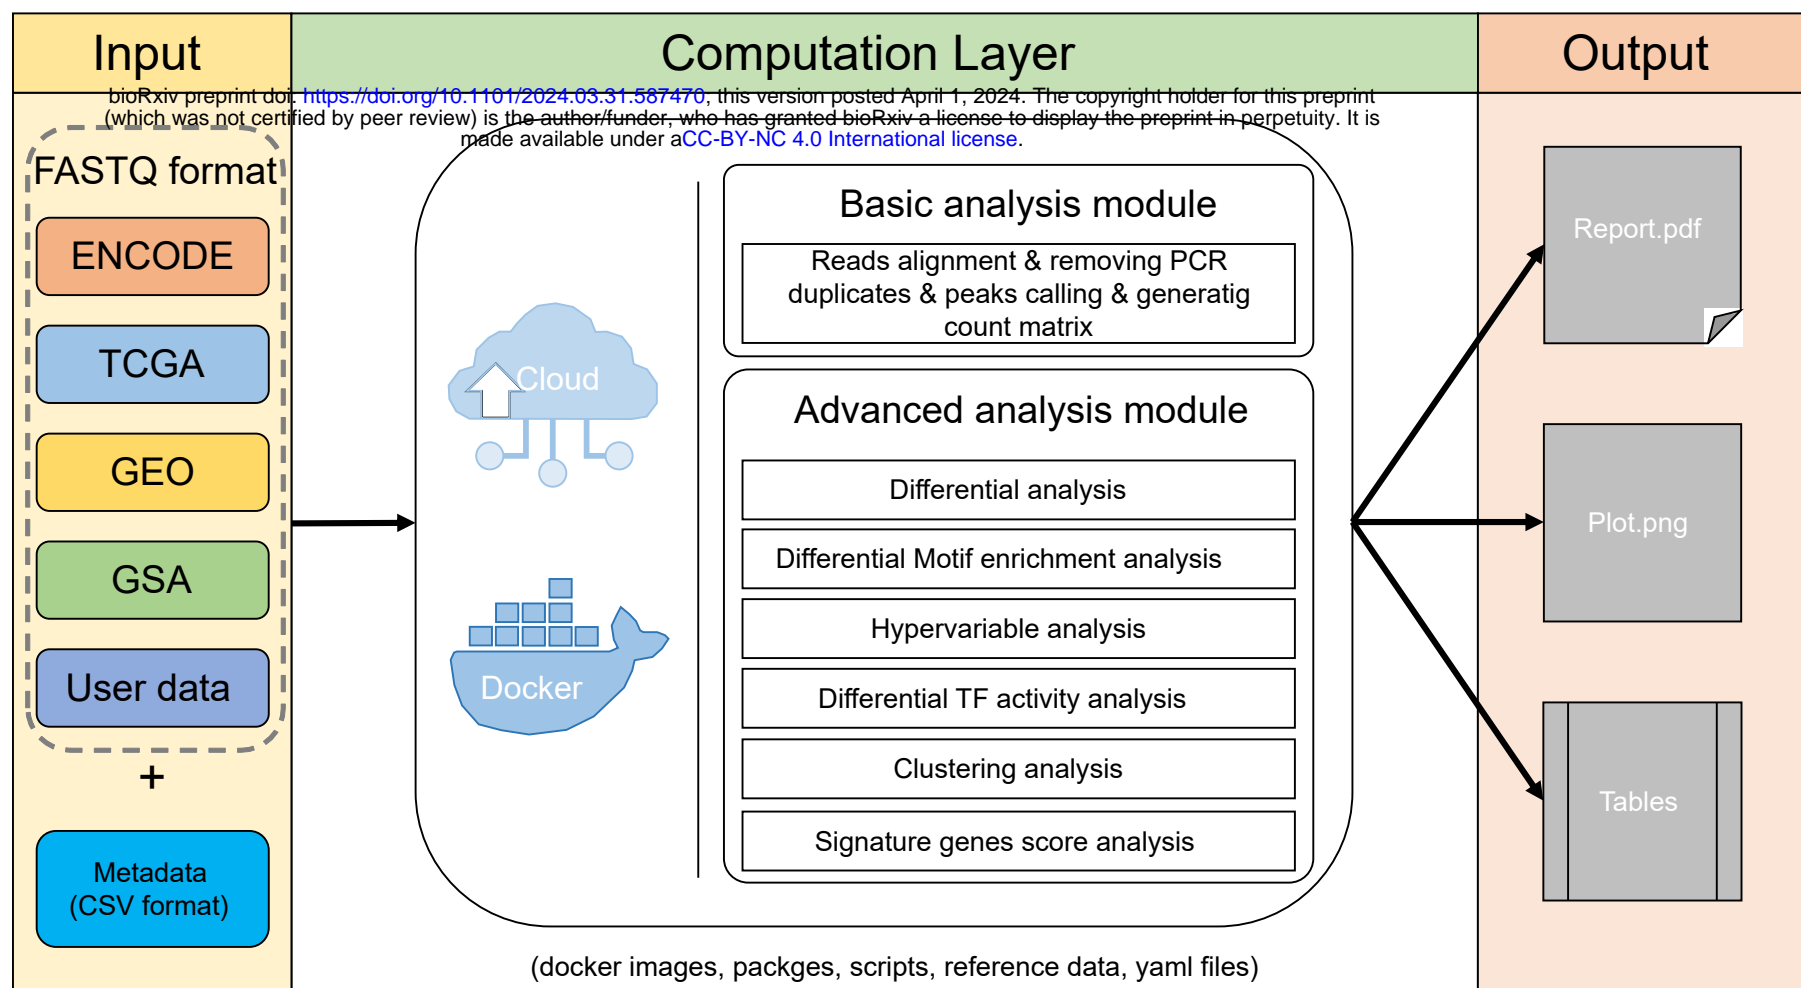 Input
Computation Layer
Output
bioRxiv preprint doi: https://doi.org/10.1101/2024.03.31.587470; this version posted April 1, 2024. The copyright holder for this preprint
(which was not certified by peer review) is the author/funder, who has granted bioRxiv a license to display the preprint in perpetuity. It is
made available under aCC-BY-NC 4.0 International license.
FASTQ format
ENCODE
TCGA
GEO
GSA
User data
+
Metadata
(CSV format)
Cloud
Docker
Basic analysis module
Reads alignment & removing PCR
duplicates & peaks calling & generatig
count matrix
Advanced analysis module
Differential analysis
Differential Motif enrichment analysis
Hypervariable analysis
Differential TF activity analysis
Clustering analysis
Signature genes score analysis
(docker images, packges, scripts, reference data, yaml files)
Report.pdf
Plot.png
Tables